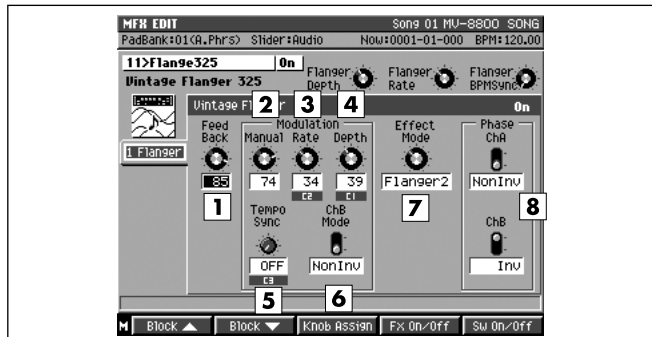 MFX EDIT Song 01 MV-8800 SONG
PadBank:01(A.Phrs) Slider:Audio Now:0001-01-000 BPM:120.00
11>Flange325 On
Vintage Flanger 325
Flanger Depth
Flanger Rate
Flanger BPMSync
1 Flanger
Vintage Fl On
2 3 4
Feed Back
Modulation
Manual Rate Depth
Effect Mode
Phase
ChA
85 74 34 39 Flanger2 NonInv
C2 C1
1 7 8
Tempo Sync
ChB Mode
ChB
OFF NonInv Inv
C3
5 6
M Block ▲ Block ▼ Knob Assign Fx On/Off Sw On/Off